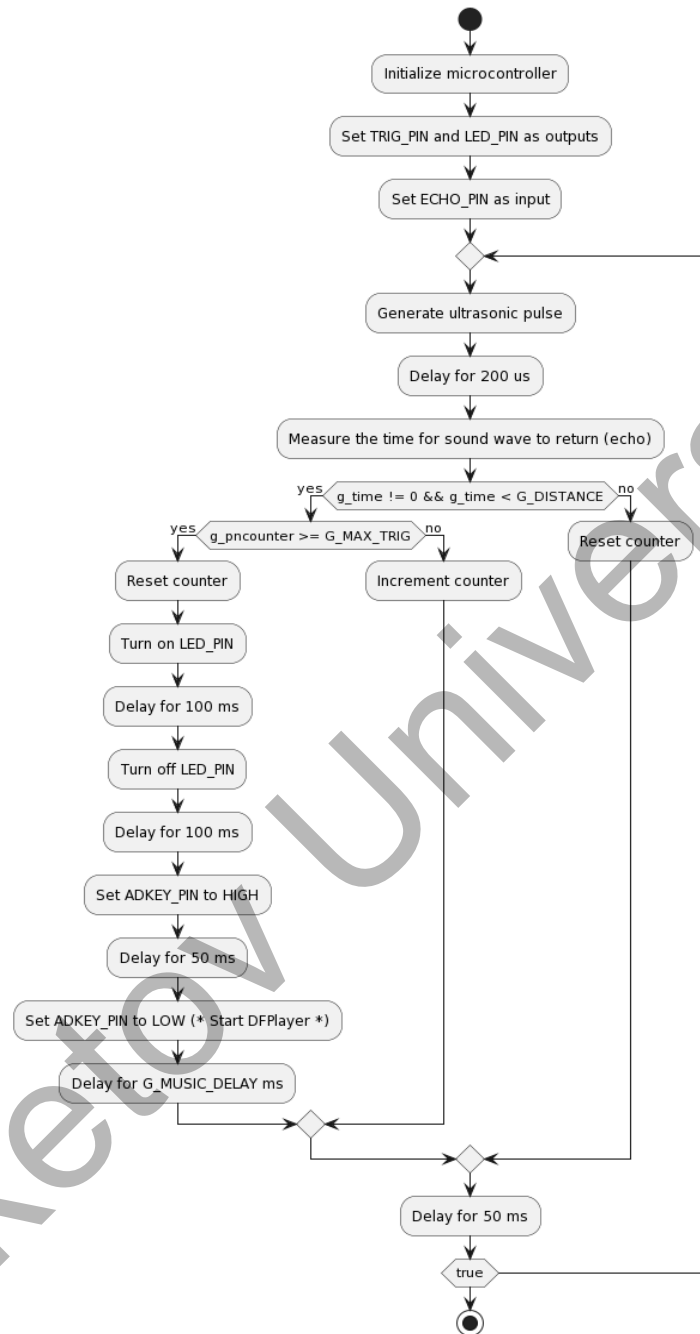 Initialize microcontroller
Set TRIG_PIN and LED_PIN as outputs
Set ECHO_PIN as input
Generate ultrasonic pulse
Delay for 200 us
Measure the time for sound wave to return (echo)
yes
g_time != 0 && g_time < G_DISTANCE
no
yes
g_pncounter >= G_MAX_TRIG
no
Reset counter
Reset counter
Increment counter
Turn on LED_PIN
Delay for 100 ms
Turn off LED_PIN
Delay for 100 ms
Set ADKEY_PIN to HIGH
Delay for 50 ms
Set ADKEY_PIN to LOW (* Start DFPlayer *)
Delay for G_MUSIC_DELAY ms
Delay for 50 ms
true